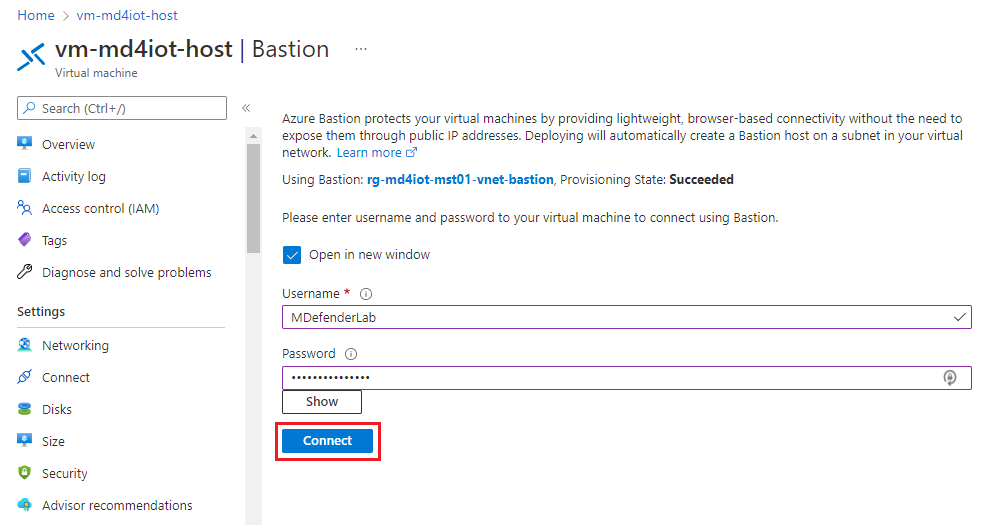 Home > vm-md4iot-host
vm-md4iot-host | Bastion ...
Virtual machine
Search (Ctrl+/)
«
Overview
Activity log
Access control (IAM)
Tags
Diagnose and solve problems
Settings
Networking
Connect
Disks
Size
Security
Advisor recommendations
Azure Bastion protects your virtual machines by providing lightweight, browser-based connectivity without the need to
expose them through public IP addresses. Deploying will automatically create a Bastion host on a subnet in your virtual
network. Learn more
Using Bastion: rg-md4iot-mst01-vnet-bastion, Provisioning State: Succeeded
Please enter username and password to your virtual machine to connect using Bastion.
Open in new window
Username *
MDefenderLab
Password
•••••••••••••••
Show
Connect